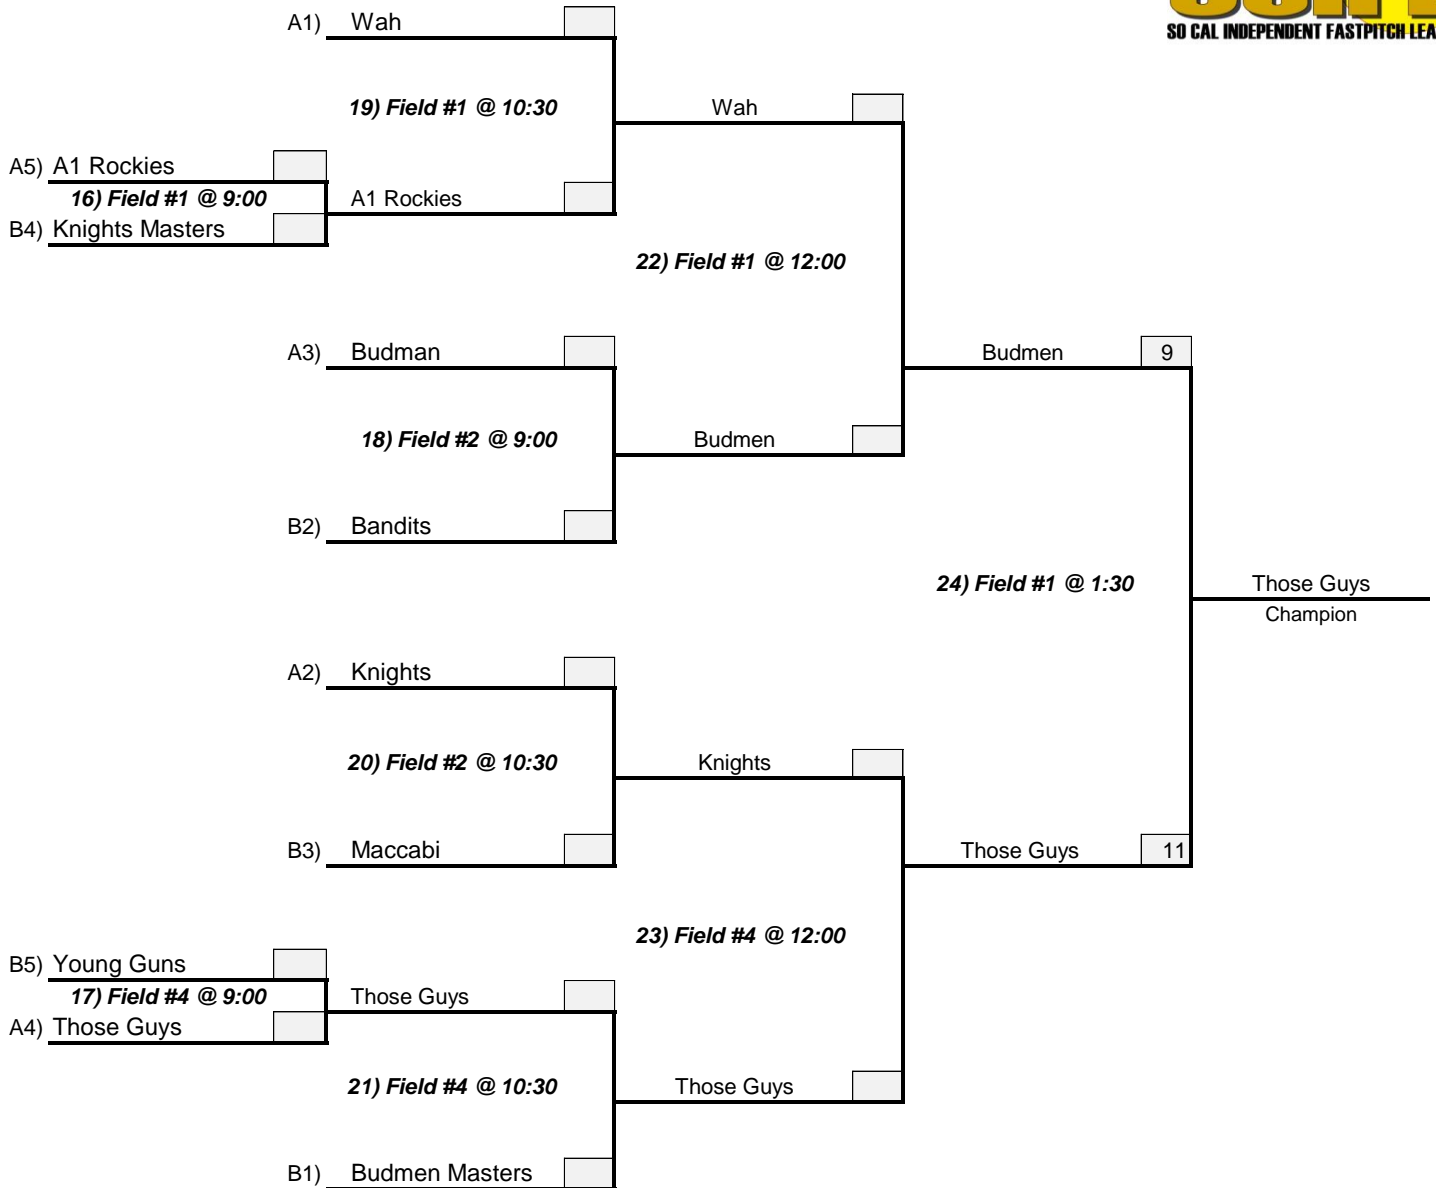 SO CAL INDEPENDENT FASTPITCH LEA
A1) Wah
19) Field #1 @ 10:30
Wah
A5) A1 Rockies
16) Field #1 @ 9:00
A1 Rockies
B4) Knights Masters
22) Field #1 @ 12:00
A3) Budman
Budmen 9
18) Field #2 @ 9:00
Budmen
B2) Bandits
24) Field #1 @ 1:30
Those Guys
Champion
A2) Knights
20) Field #2 @ 10:30
Knights
B3) Maccabi
Those Guys 11
23) Field #4 @ 12:00
B5) Young Guns
17) Field #4 @ 9:00
Those Guys
A4) Those Guys
21) Field #4 @ 10:30
Those Guys
B1) Budmen Masters